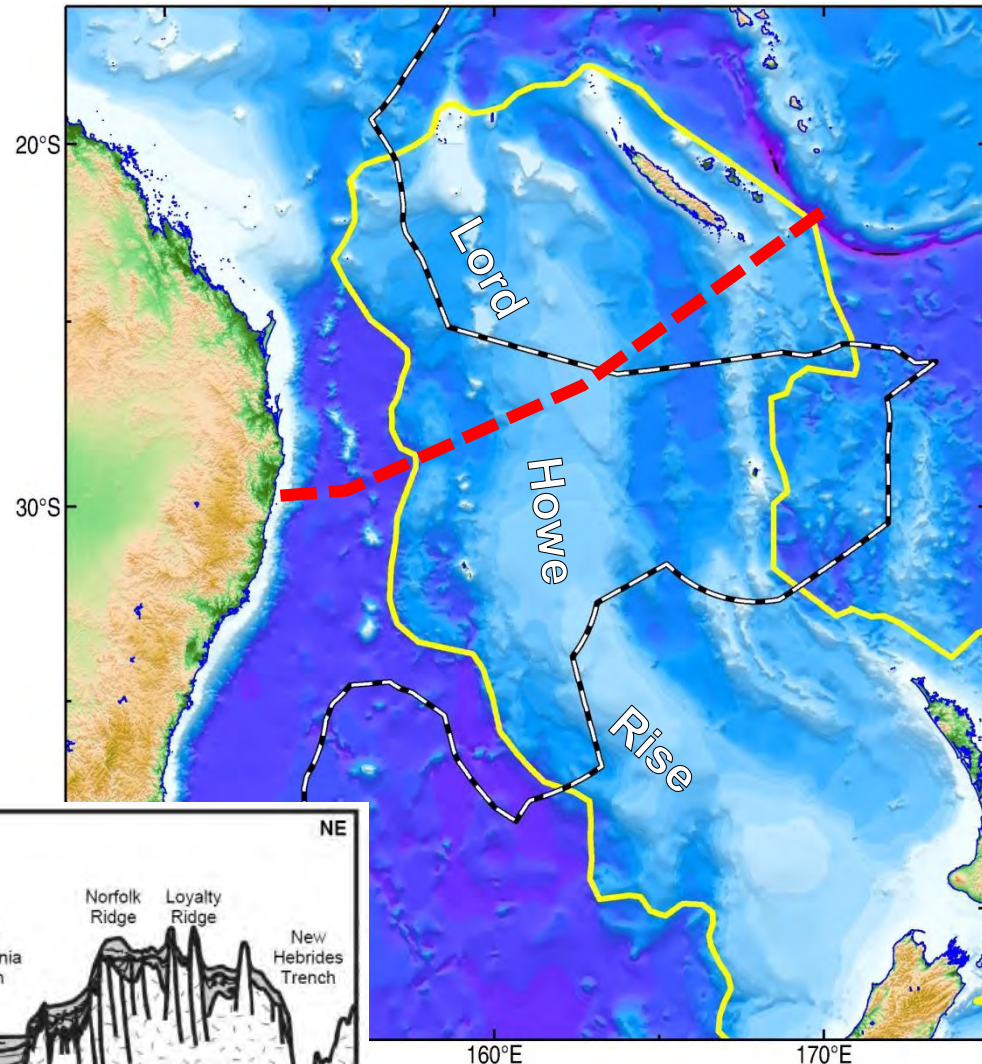 20°S
Lord
Howe
30°S
Rise
NE
Norfolk
Ridge
Loyalty
Ridge
New
Hebrides
Trench
160°E
170°E